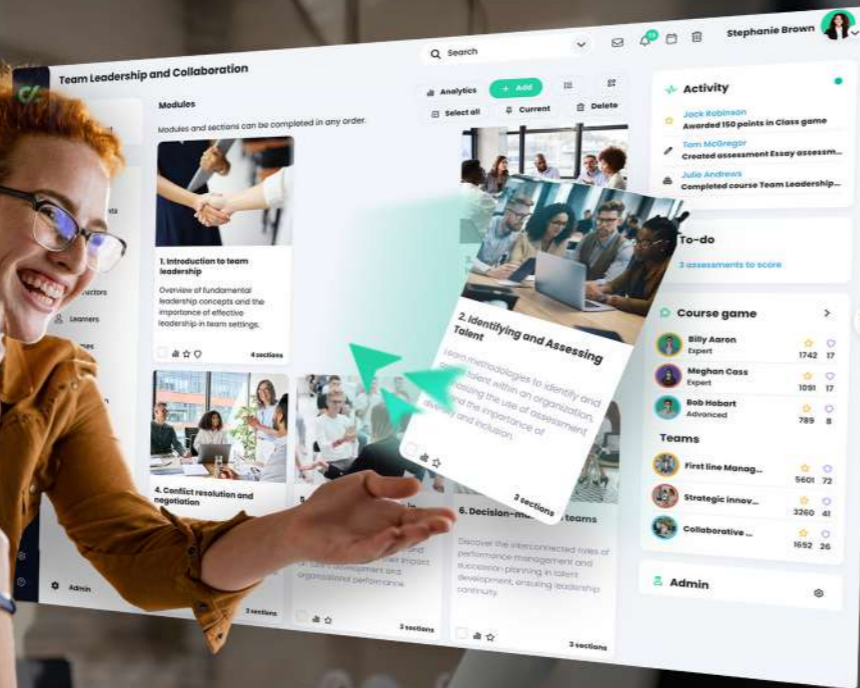 Team Leadership and Collaboration
Search
Stephanie Brown
Modules
Modules and sections can be completed in any order.
Analytics
+ Add
Select all
Current
Delete
1. Introduction to team
leadership
Overview of fundamental
leadership concepts and the
importance of effective
leadership in team settings.
4 sections
2. Identifying and Assessing
Talent
Learn methodologies to identify and
talent within an organization,
the use of assessment
and the importance of
diversity and inclusion.
3 sections
4. Conflict resolution and
negotiation
3 sections
5.
and
their impact
development and
organizational performance.
3 sections
6. teams
Discover the interconnected roles of
performance management and
succession planning in talent
development, ensuring leadership
continuity.
3 sections
Learners
Admin
Activity
Jack Robinson
Awarded 150 points in Class game
Tom McGregor
Created assessment Essay assessm...
Julie Andrews
Completed course Team Leadership...
To-do
3 assessments to score
Course game
Billy Aaron
Expert
1742 17
Meghan Cass
Expert
1091 17
Bob Hobart
Advanced
789 8
Teams
First line Manag...
5601 72
Strategic innov...
3260 41
Collaborative ...
1692 26
Admin